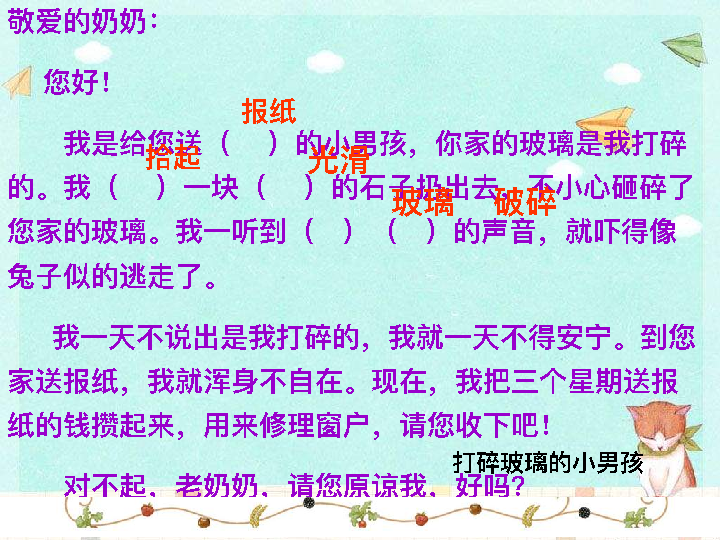 敬爱的奶奶：
您好！
报纸
我是给您送（ ）的小男孩，你家的玻璃是我打碎
拾起 光滑
的。我（ ）一块（ ）的石子扔出去，不小心砸碎了
玻璃 破碎
您家的玻璃。我一听到（ ）（ ）的声音，就吓得像
兔子似的逃走了。
我一天不说出是我打碎的，我就一天不得安宁。到您
家送报纸，我就浑身不自在。现在，我把三个星期送报
纸的钱攒起来，用来修理窗户，请您收下吧！
打碎玻璃的小男孩
对不起，老奶奶，请您原谅我，好吗？